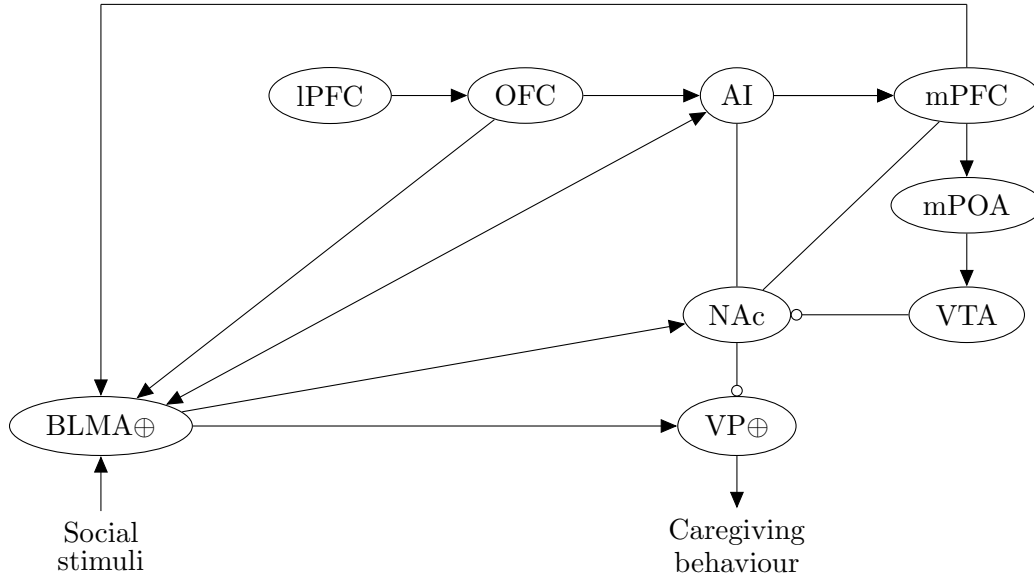 lPFC
OFC
AI
mPFC
mPOA
NAc
VTA
BLMA⊕
VP⊕
Social
stimuli
Caregiving
behaviour